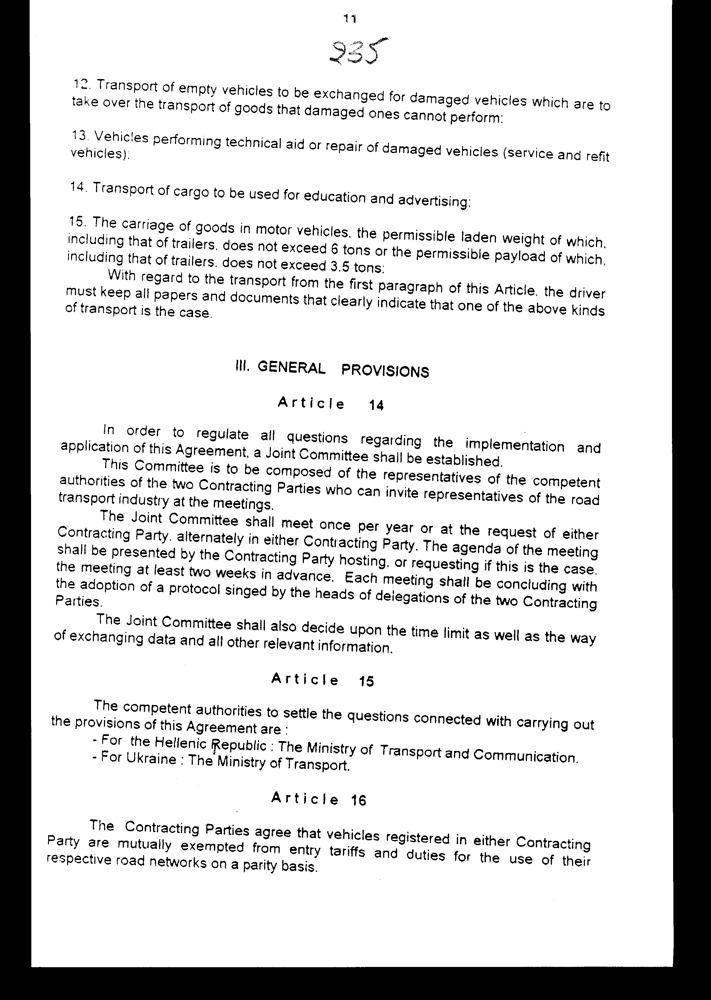 11
235
12. Transport of empty vehicles to be exchanged for damaged vehicles which are to
take over the transport of goods that damaged ones cannot perform;
13. Vehicles performing technical aid or repair of damaged vehicles (service and refit
vehicles);
14. Transport of cargo to be used for education and advertising;
15. The carriage of goods in motor vehicles, the permissible laden weight of which,
including that of trailers, does not exceed 6 tons or the permissible payload of which,
including that of trailers, does not exceed 3.5 tons;
With regard to the transport from the first paragraph of this Article, the driver
must keep all papers and documents that clearly indicate that one of the above kinds
of transport is the case.
III. GENERAL PROVISIONS
Article 14
In order to regulate all questions regarding the implementation and
application of this Agreement, a Joint Committee shall be established.
This Committee is to be composed of the representatives of the competent
authorities of the two Contracting Parties who can invite representatives of the road
transport industry at the meetings.
The Joint Committee shall meet once per year or at the request of either
Contracting Party, alternately in either Contracting Party. The agenda of the meeting
shall be presented by the Contracting Party hosting, or requesting if this is the case,
the meeting at least two weeks in advance. Each meeting shall be concluding with
the adoption of a protocol singed by the heads of delegations of the two Contracting
Parties.
The Joint Committee shall also decide upon the time limit as well as the way
of exchanging data and all other relevant information.
Article 15
The competent authorities to settle the questions connected with carrying out
the provisions of this Agreement are :
- For the Hellenic Republic : The Ministry of Transport and Communication.
- For Ukraine : The Ministry of Transport.
Article 16
The Contracting Parties agree that vehicles registered in either Contracting
Party are mutually exempted from entry tariffs and duties for the use of their
respective road networks on a parity basis.